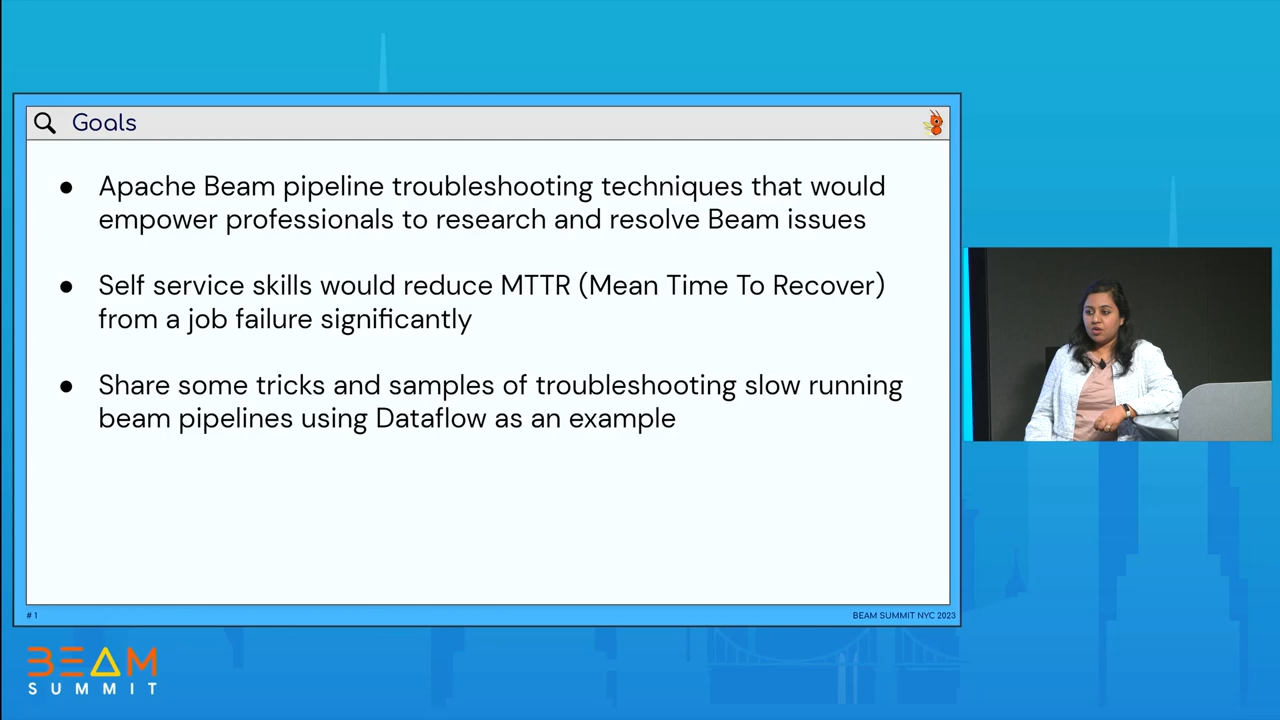 Goals
● Apache Beam pipeline troubleshooting techniques that would
empower professionals to research and resolve Beam issues
● Self service skills would reduce MTTR (Mean Time To Recover)
from a job failure significantly
● Share some tricks and samples of troubleshooting slow running
beam pipelines using Dataflow as an example
# 1
BEAM SUMMIT NYC 2023
BEAM
SUMMIT